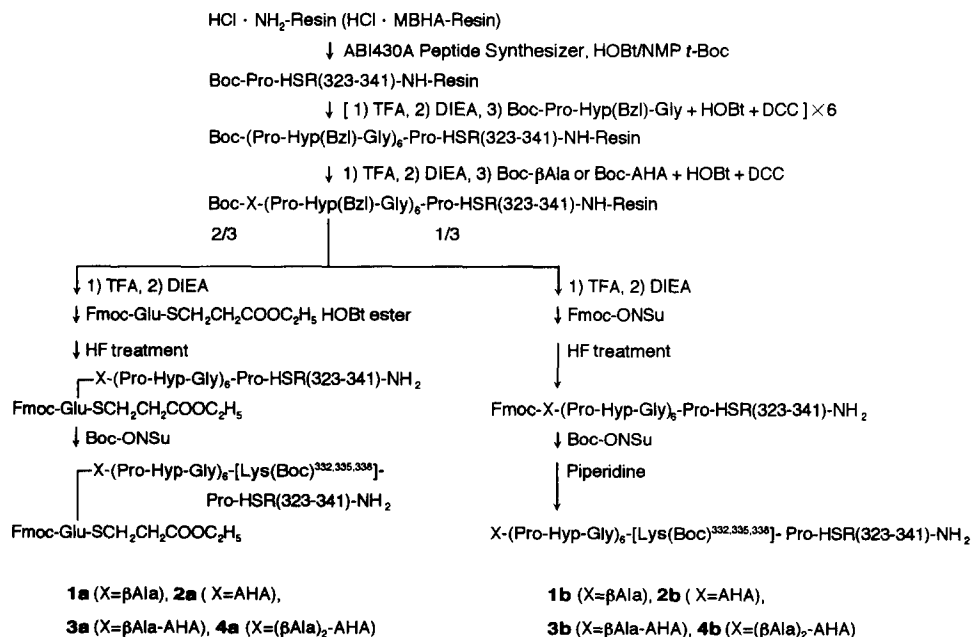 HCl · NH₂-Resin (HCl · MBHA-Resin)
↓ ABI430A Peptide Synthesizer, HOBt/NMP t-Boc
Boc-Pro-HSR(323-341)-NH-Resin
↓ [ 1) TFA, 2) DIEA, 3) Boc-Pro-Hyp(Bzl)-Gly + HOBt + DCC ]×6
Boc-(Pro-Hyp(Bzl)-Gly)₆-Pro-HSR(323-341)-NH-Resin
↓ 1) TFA, 2) DIEA, 3) Boc-βAla or Boc-AHA + HOBt + DCC
Boc-X-(Pro-Hyp(Bzl)-Gly)₆-Pro-HSR(323-341)-NH-Resin
2/3 1/3
↓ 1) TFA, 2) DIEA
↓ Fmoc-Glu-SCH₂CH₂COOC₂H₅ HOBt ester
↓ HF treatment
X-(Pro-Hyp-Gly)₆-Pro-HSR(323-341)-NH₂
Fmoc-Glu-SCH₂CH₂COOC₂H₅
↓ Boc-ONSu
X-(Pro-Hyp-Gly)₆-[Lys(Boc)³³²,³³⁵,³³⁸]-
Pro-HSR(323-341)-NH₂
Fmoc-Glu-SCH₂CH₂COOC₂H₅
1a (X=βAla), 2a ( X=AHA),
3a (X=βAla-AHA), 4a (X=(βAla)₂-AHA)
↓ 1) TFA, 2) DIEA
↓ Fmoc-ONSu
↓ HF treatment
Fmoc-X-(Pro-Hyp-Gly)₆-Pro-HSR(323-341)-NH₂
↓ Boc-ONSu
↓ Piperidine
X-(Pro-Hyp-Gly)₆-[Lys(Boc)³³²,³³⁵,³³⁸]- Pro-HSR(323-341)-NH₂
1b (X=βAla), 2b ( X=AHA),
3b (X=βAla-AHA), 4b (X=(βAla)₂-AHA)